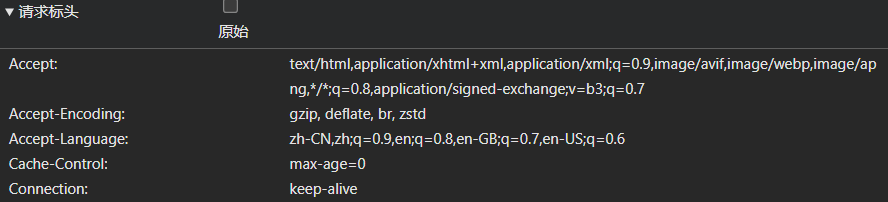 ▼ 请求标头
原始
Accept: text/html,application/xhtml+xml,application/xml;q=0.9,image/avif,image/webp,image/ap
ng,*/*;q=0.8,application/signed-exchange;v=b3;q=0.7
Accept-Encoding: gzip, deflate, br, zstd
Accept-Language: zh-CN,zh;q=0.9,en;q=0.8,en-GB;q=0.7,en-US;q=0.6
Cache-Control: max-age=0
Connection: keep-alive